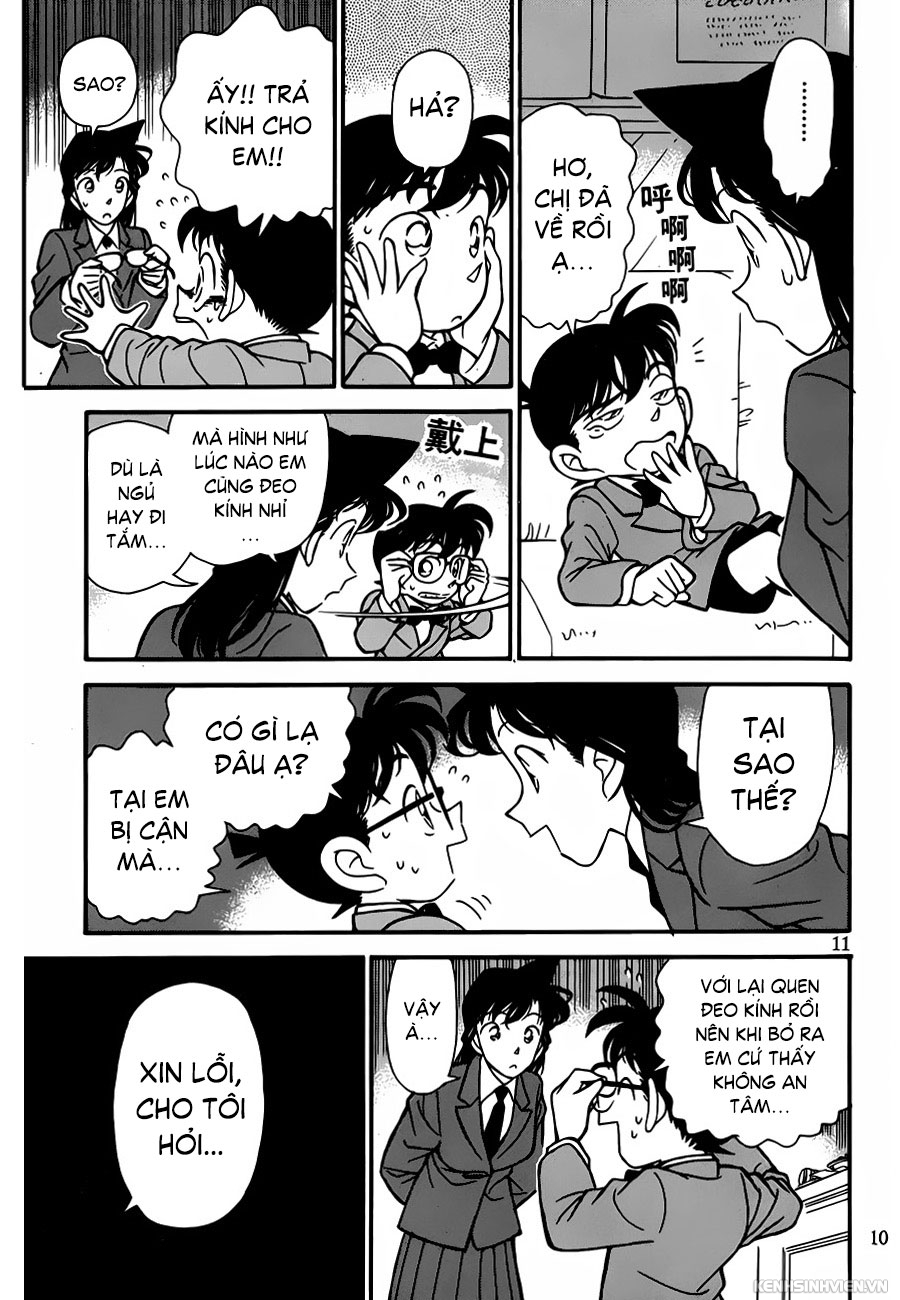 .........
HƠ,
CHỊ ĐÃ
VỀ RỒI
Ạ...
呼
啊
啊
啊
HẢ?
ẤY!! TRẢ
KÍNH CHO
EM!!
SAO?
戴上
MÀ HÌNH NHƯ
LÚC NÀO EM
CŨNG ĐEO
KÍNH NHỈ
...
DÙ LÀ
NGỦ
HAY ĐI
TẮM...
TẠI
SAO
THẾ?
CÓ GÌ LẠ
ĐÂU Ạ?
TẠI EM
BỊ CẬN
MÀ...
11
VỚI LẠI QUEN
ĐEO KÍNH RỒI
NÊN KHI BỎ RA
EM CỨ THẤY
KHÔNG AN
TÂM...
VẬY
À...
XIN LỖI,
CHO TÔI
HỎI...
10
KENHSINHVIEN.VN